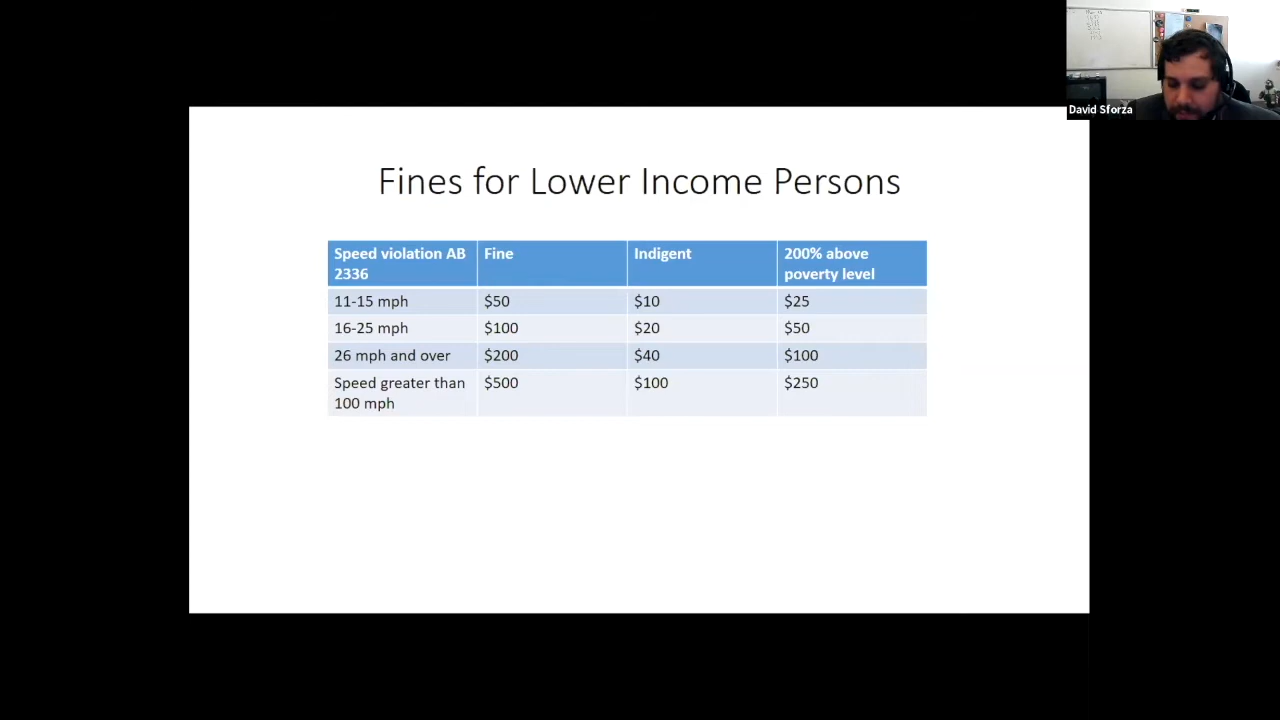 David Sforza
Fines for Lower Income Persons
Speed violation AB 2336 Fine Indigent 200% above poverty level
11-15 mph $50 $10 $25
16-25 mph $100 $20 $50
26 mph and over $200 $40 $100
Speed greater than 100 mph $500 $100 $250